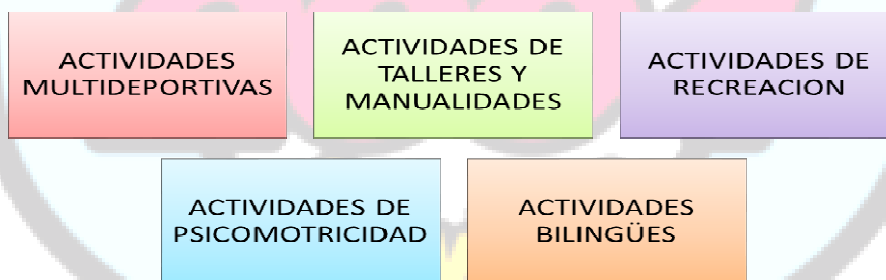 ACTIVIDADES
MULTIDEPORTIVAS
ACTIVIDADES DE
TALLERES Y
MANUALIDADES
ACTIVIDADES DE
RECREACION
ACTIVIDADES DE
PSICOMOTRICIDAD
ACTIVIDADES
BILINGÜES